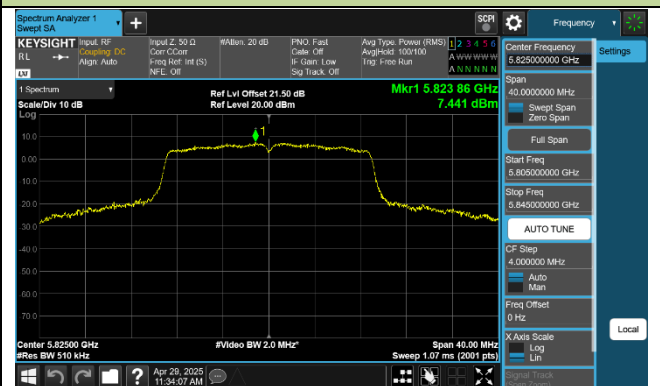 Spectrum Analyzer 1
Swept SA
SCPI
Frequency
KEYSIGHT
RL
Input: RF
Coupling: DC
Align: Auto
Input Z: 50 Ω
Corr CCorr
Freq Ref: Int (S)
NFE: Off
#Atten: 20 dB
PNO: Fast
Gate: Off
IF Gain: Low
Sig Track: Off
Avg Type: Power (RMS)
Avg|Hold: 100/100
Trig: Free Run
1 2 3 4 5 6
A W W W W W
A N N N N N
1 Spectrum
Scale/Div 10 dB
Log
Ref Lvl Offset 21.50 dB
Ref Level 20.00 dBm
Mkr1 5.823 86 GHz
7.441 dBm
1
10.0
0.00
-10.0
-20.0
-30.0
-40.0
-50.0
-60.0
-70.0
Center 5.82500 GHz
#Res BW 510 kHz
#Video BW 2.0 MHz*
Span 40.00 MHz
Sweep 1.07 ms (2001 pts)
Apr 29, 2025
11:34:07 AM
Center Frequency
5.825000000 GHz
Span
40.0000000 MHz
Swept Span
Zero Span
Full Span
Start Freq
5.805000000 GHz
Stop Freq
5.845000000 GHz
AUTO TUNE
CF Step
4.000000 MHz
Auto
Man
Freq Offset
0 Hz
X Axis Scale
Log
Lin
Signal Track
(Span Zoom)
Settings
Local